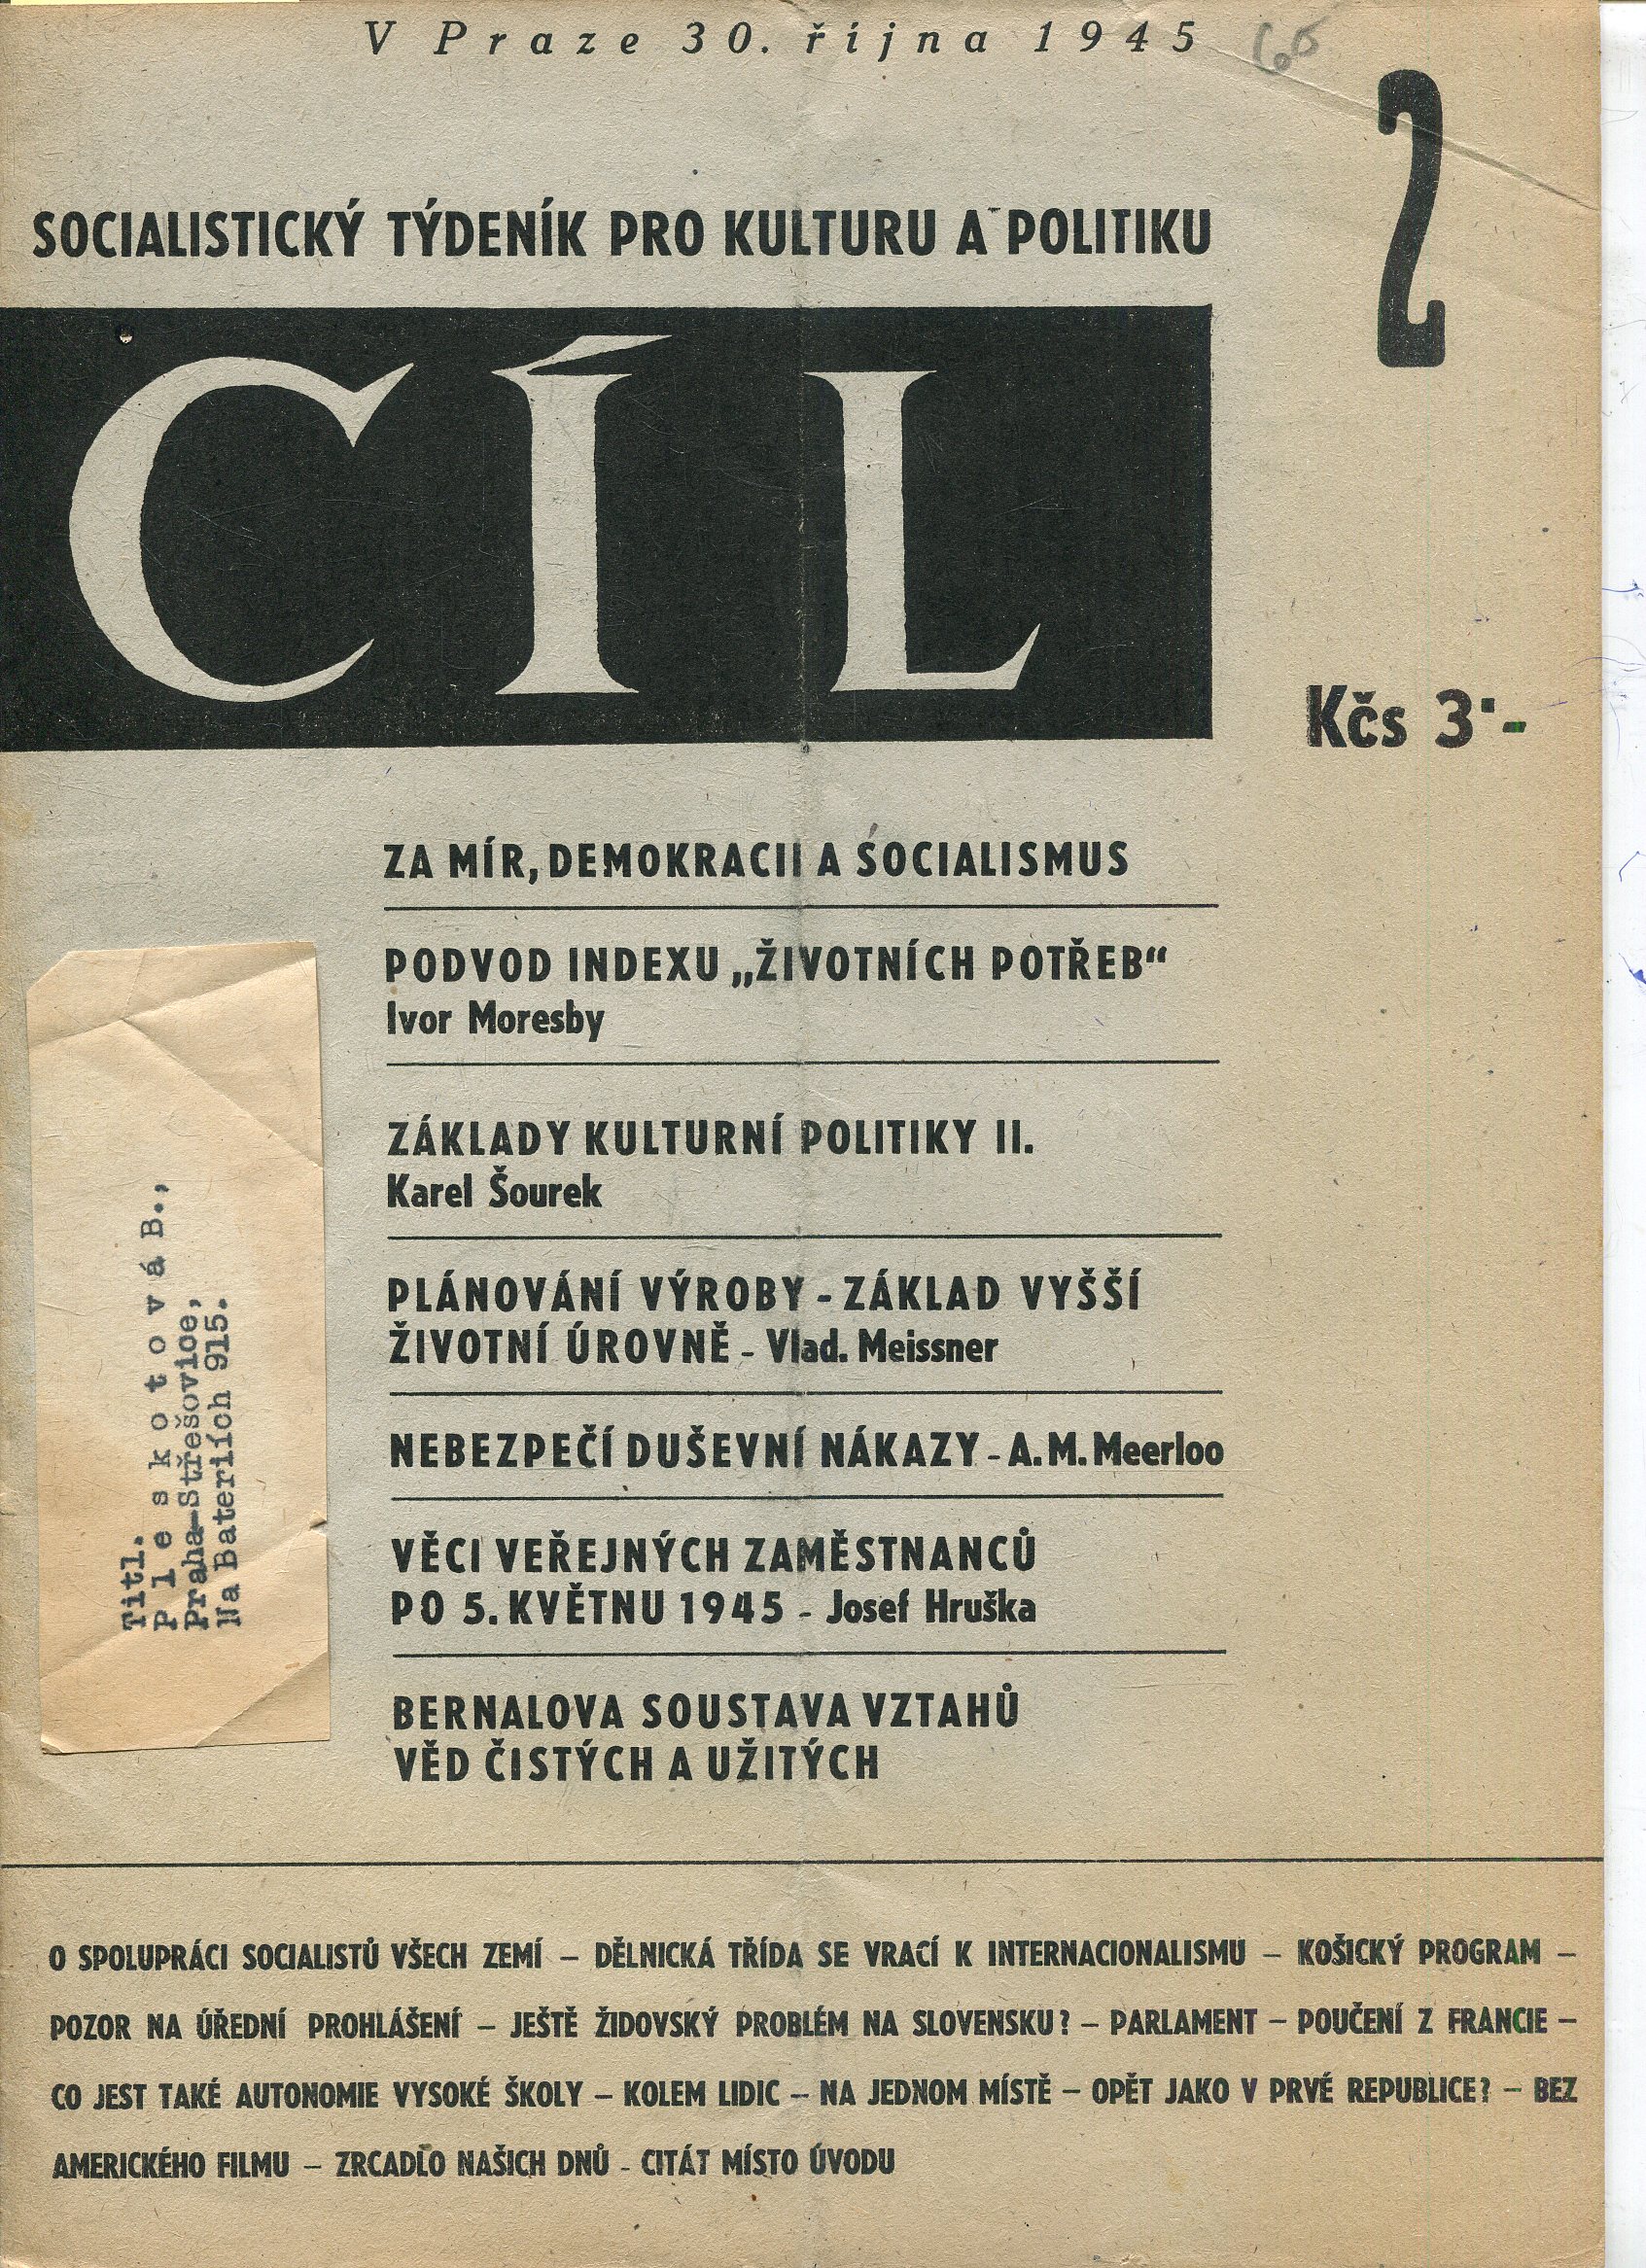 V Praze 30. října 1945
2
SOCIALISTICKÝ TÝDENÍK PRO KULTURU A POLITIKU
CÍL
Kčs 3·-
ZA MÍR, DEMOKRACII A SOCIALISMUS
PODVOD INDEXU „ŽIVOTNÍCH POTŘEB“
Ivor Moresby
ZÁKLADY KULTURNÍ POLITIKY II.
Karel Šourek
PLÁNOVÁNÍ VÝROBY - ZÁKLAD VYŠŠÍ
ŽIVOTNÍ ÚROVNĚ - Vlad. Meissner
NEBEZPEČÍ DUŠEVNÍ NÁKAZY - A. M. Meerloo
VĚCI VEŘEJNÝCH ZAMĚSTNANCŮ
PO 5. KVĚTNU 1945 - Josef Hruška
BERNALOVA SOUSTAVA VZTAHŮ
VĚD ČISTÝCH A UŽITÝCH
Titl.
Pleskotová B.,
Praha-Střešovice,
Na Bateriích 915.
O SPOLUPRÁCI SOCIALISTŮ VŠECH ZEMÍ – DĚLNICKÁ TŘÍDA SE VRACÍ K INTERNACIONALISMU – KOŠICKÝ PROGRAM –
POZOR NA ÚŘEDNÍ PROHLÁŠENÍ – JEŠTĚ ŽIDOVSKÝ PROBLÉM NA SLOVENSKU? – PARLAMENT – POUČENÍ Z FRANCIE –
CO JEST TAKÉ AUTONOMIE VYSOKÉ ŠKOLY – KOLEM LIDIC – NA JEDNOM MÍSTĚ – OPĚT JAKO V PRVÉ REPUBLICE? – BEZ
AMERICKÉHO FILMU – ZRCADLO NAŠICH DNŮ - CITÁT MÍSTO ÚVODU